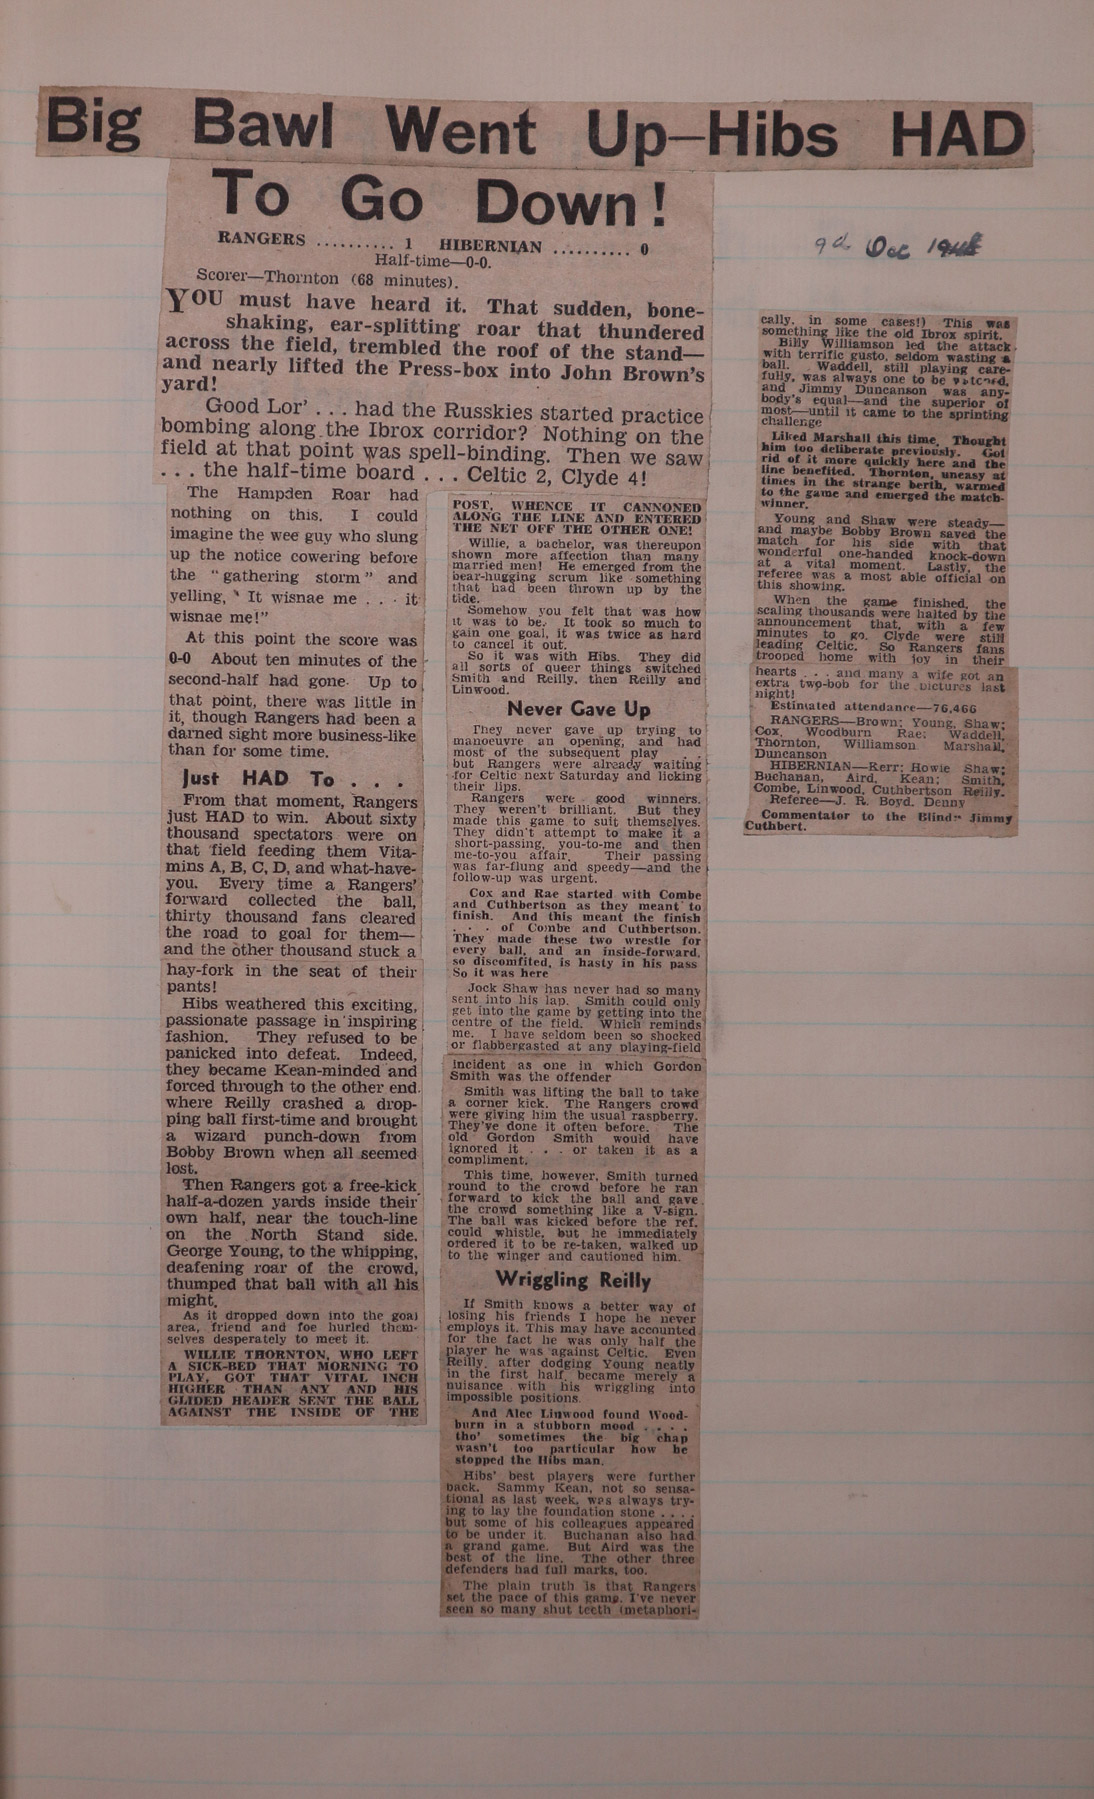 Big Bawl Went Up—Hibs HAD
To Go Down!
RANGERS .......... 1 HIBERNIAN .......... 0
Half-time—0-0.
Scorer—Thornton (68 minutes).
YOU must have heard it. That sudden, bone-
shaking, ear-splitting roar that thundered
across the field, trembled the roof of the stand—
and nearly lifted the Press-box into John Brown's
yard!
Good Lor' . . . had the Russkies started practice
bombing along the Ibrox corridor? Nothing on the
field at that point was spell-binding. Then we saw
. . . the half-time board . . . Celtic 2, Clyde 4!
The Hampden Roar had
nothing on this. I could
imagine the wee guy who slung
up the notice cowering before
the "gathering storm" and
yelling, " It wisnae me . . . it
wisnae me!"
At this point the score was
0-0 About ten minutes of the
second-half had gone. Up to
that point, there was little in
it, though Rangers had been a
darned sight more business-like
than for some time.
Just HAD To . . .
From that moment, Rangers
just HAD to win. About sixty
thousand spectators were on
that field feeding them Vita-
mins A, B, C, D, and what-have-
you. Every time a Rangers'
forward collected the ball,
thirty thousand fans cleared
the road to goal for them—
and the other thousand stuck a
hay-fork in the seat of their
pants!
Hibs weathered this exciting,
passionate passage in inspiring
fashion. They refused to be
panicked into defeat. Indeed,
they became Kean-minded and
forced through to the other end.
where Reilly crashed a drop-
ping ball first-time and brought
a wizard punch-down from
Bobby Brown when all seemed
lost.
Then Rangers got a free-kick
half-a-dozen yards inside their
own half, near the touch-line
on the North Stand side.
George Young, to the whipping,
deafening roar of the crowd,
thumped that ball with all his
might.
As it dropped down into the goal
area, friend and foe hurled them-
selves desperately to meet it.
WILLIE THORNTON, WHO LEFT
A SICK-BED THAT MORNING TO
PLAY, GOT THAT VITAL INCH
HIGHER THAN ANY AND HIS
GLIDED HEADER SENT THE BALL
AGAINST THE INSIDE OF THE
POST, WHENCE IT CANNONED
ALONG THE LINE AND ENTERED
THE NET OFF THE OTHER ONE!
Willie, a bachelor, was thereupon
shown more affection than many
married men! He emerged from the
bear-hugging scrum like something
that had been thrown up by the
tide.
Somehow you felt that was how
it was to be. It took so much to
gain one goal, it was twice as hard
to cancel it out.
So it was with Hibs. They did
all sorts of queer things switched
Smith and Reilly, then Reilly and
Linwood.
Never Gave Up
They never gave up trying to
manoeuvre an opening, and had
most of the subsequent play . . .
but Rangers were already waiting
for Celtic next Saturday and licking
their lips.
Rangers were good winners.
They weren't brilliant. But they
made this game to suit themselves.
They didn't attempt to make it a
short-passing, you-to-me and then
me-to-you affair. Their passing
was far-flung and speedy—and the
follow-up was urgent.
Cox and Rae started with Combe
and Cuthbertson as they meant to
finish. And this meant the finish
. . . of Combe and Cuthbertson.
They made these two wrestle for
every ball, and an inside-forward,
so discomfited, is hasty in his pass
So it was here
Jock Shaw has never had so many
sent into his lap. Smith could only
get into the game by getting into the
centre of the field. Which reminds
me. I have seldom been so shocked
or flabbergasted at any playing-field
incident as one in which Gordon
Smith was the offender
Smith was lifting the ball to take
a corner kick. The Rangers crowd
were giving him the usual raspberry.
They've done it often before. The
old Gordon Smith would have
ignored it . . . or taken it as a
compliment.
This time, however, Smith turned
round to the crowd before he ran
forward to kick the ball and gave
the crowd something like a V-sign.
The ball was kicked before the ref.
could whistle, but he immediately
ordered it to be re-taken, walked up
to the winger and cautioned him.
Wriggling Reilly
If Smith knows a better way of
losing his friends I hope he never
employs it. This may have accounted
for the fact he was only half the
player he was against Celtic. Even
Reilly, after dodging Young neatly
in the first half, became merely a
nuisance with his wriggling into
impossible positions.
And Alec Linwood found Wood-
burn in a stubborn mood . . . .
tho' sometimes the big chap
wasn't too particular how he
stopped the Hibs man.
Hibs' best players were further
back. Sammy Kean, not so sensa-
tional as last week, was always try-
ing to lay the foundation stone . . . .
but some of his colleagues appeared
to be under it. Buchanan also had
a grand game. But Aird was the
best of the line. The other three
defenders had full marks, too.
The plain truth is that Rangers
set the pace of this game. I've never
seen so many shut teeth (metaphori-
9th Dec 1948
cally, in some cases!) This was
something like the old Ibrox spirit.
Billy Williamson led the attack
with terrific gusto, seldom wasting a
ball. Waddell, still playing care-
fully, was always one to be watched,
and Jimmy Duncanson was any-
body's equal—and the superior of
most—until it came to the sprinting
challenge
Liked Marshall this time. Thought
him too deliberate previously. Got
rid of it more quickly here and the
line benefited. Thornton, uneasy at
times in the strange berth, warmed
to the game and emerged the match-
winner.
Young and Shaw were steady—
and maybe Bobby Brown saved the
match for his side with that
wonderful one-handed knock-down
at a vital moment. Lastly, the
referee was a most able official on
this showing.
When the game finished, the
scaling thousands were halted by the
announcement that, with a few
minutes to go, Clyde were still
leading Celtic. So Rangers fans
trooped home with joy in their
hearts . . . and many a wife got an
extra two-bob for the pictures last
night!
Estimated attendance—76,466
RANGERS—Brown; Young, Shaw;
Cox, Woodburn Rae; Waddell,
Thornton, Williamson Marshall,
Duncanson
HIBERNIAN—Kerr; Howie Shaw;
Buchanan, Aird, Kean; Smith,
Combe, Linwood, Cuthbertson Reilly.
Referee—J. R. Boyd. Denny
Commentator to the Blind: Jimmy
Cuthbert.